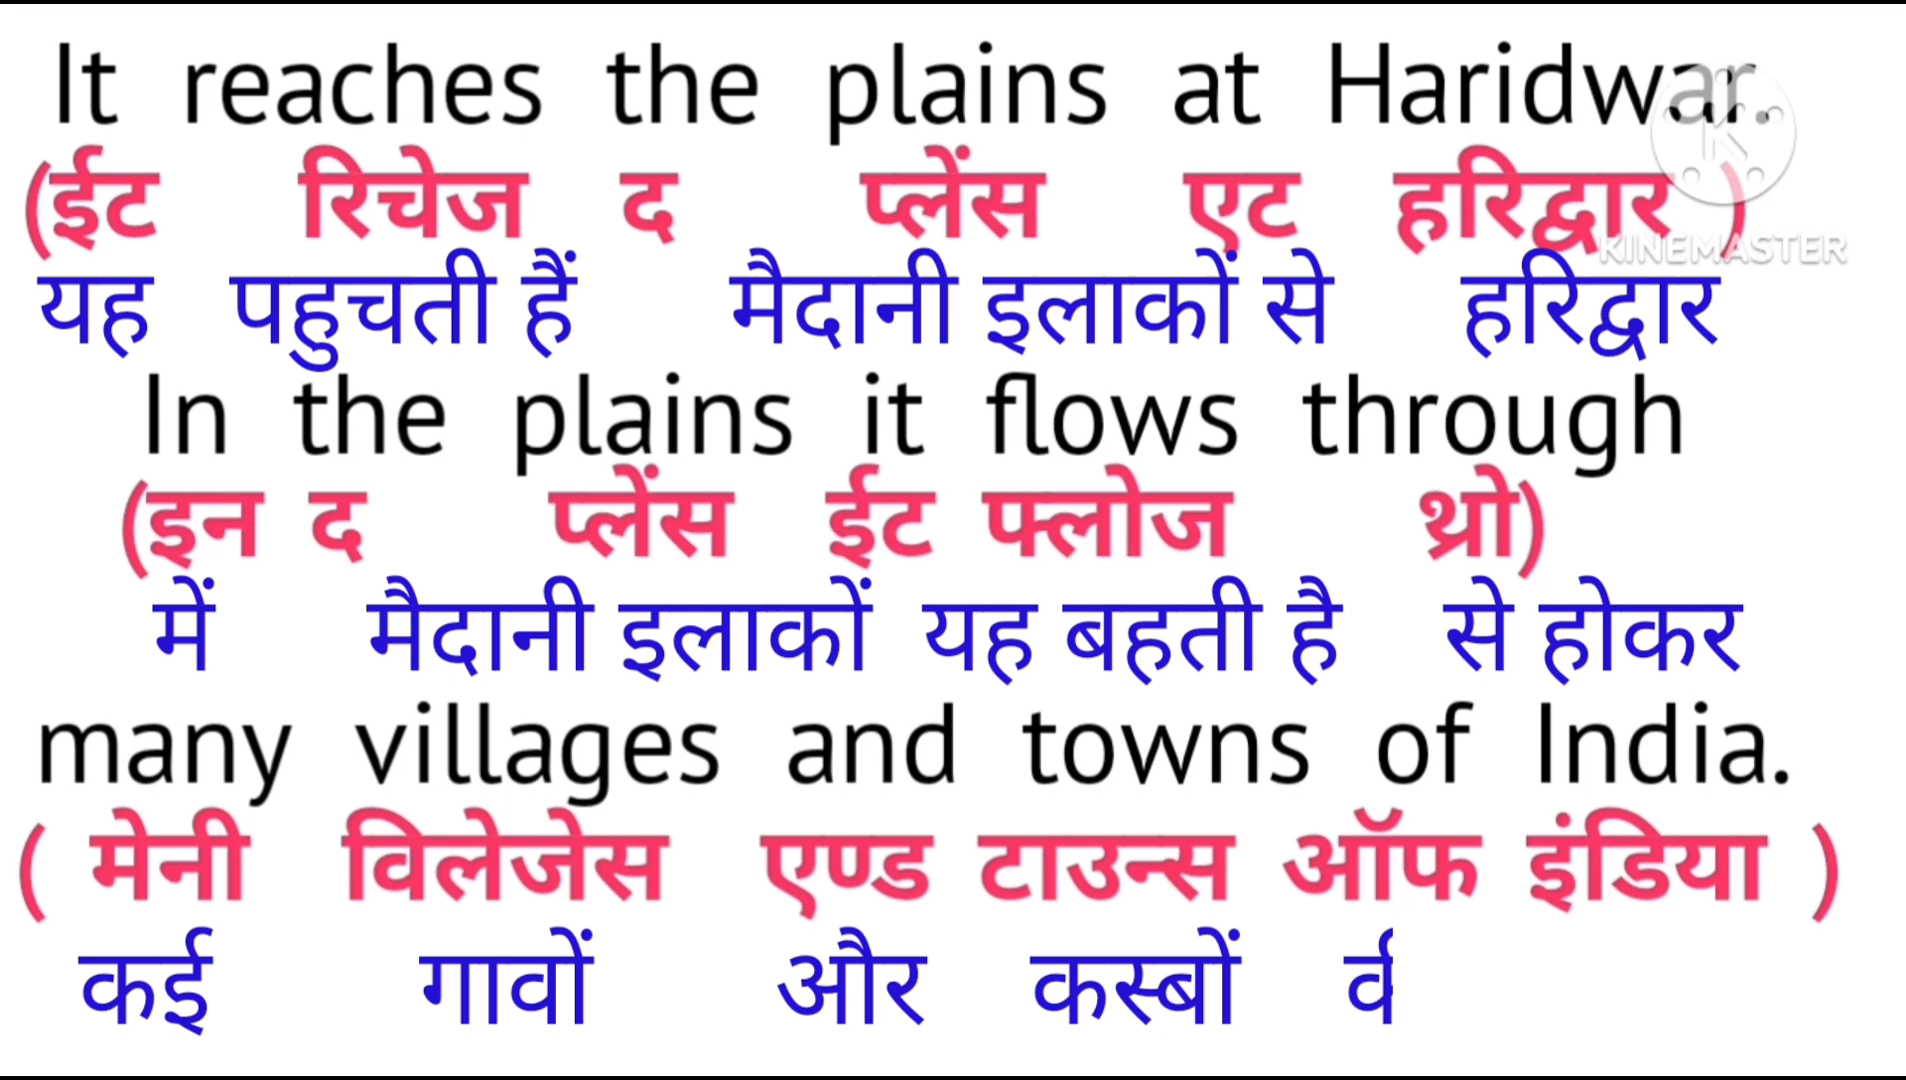 It reaches the plains at Haridwar.
(ईट रिचेज द प्लेंस एट हरिद्वार )
KINEMASTER
यह पहुचती हैं मैदानी इलाकों से हरिद्वार
In the plains it flows through
(इन द प्लेंस ईट फ्लोज थ्रो)
में मैदानी इलाकों यह बहती है से होकर
many villages and towns of India.
( मेनी विलेजेस एण्ड टाउन्स ऑफ इंडिया )
कई गावों और कस्बों